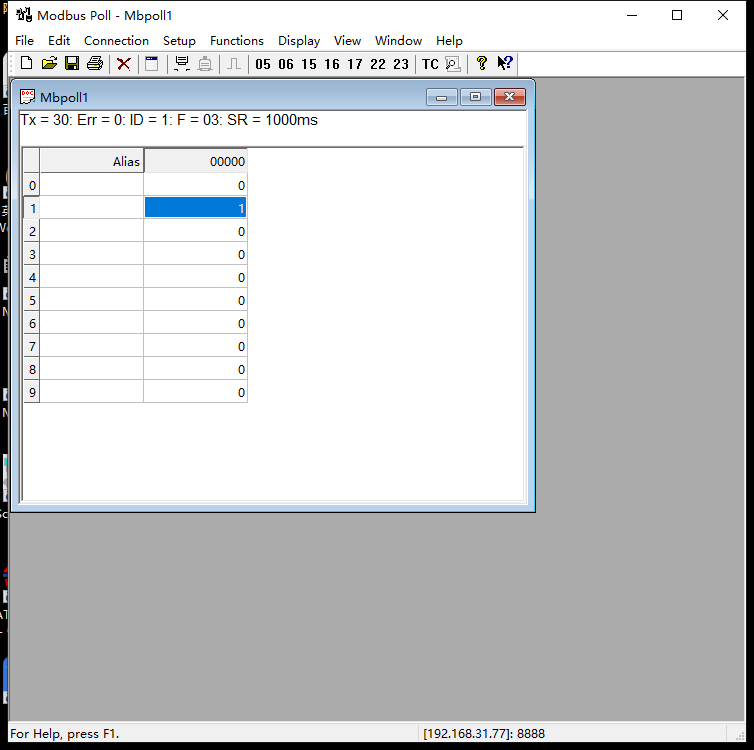 Modbus Poll - Mbpoll1
File Edit Connection Setup Functions Display View Window Help
05 06 15 16 17 22 23 TC
Mbpoll1
Tx = 30: Err = 0: ID = 1: F = 03: SR = 1000ms
Alias 00000
0 0
1 1
2 0
3 0
4 0
5 0
6 0
7 0
8 0
9 0
For Help, press F1. [192.168.31.77]: 8888